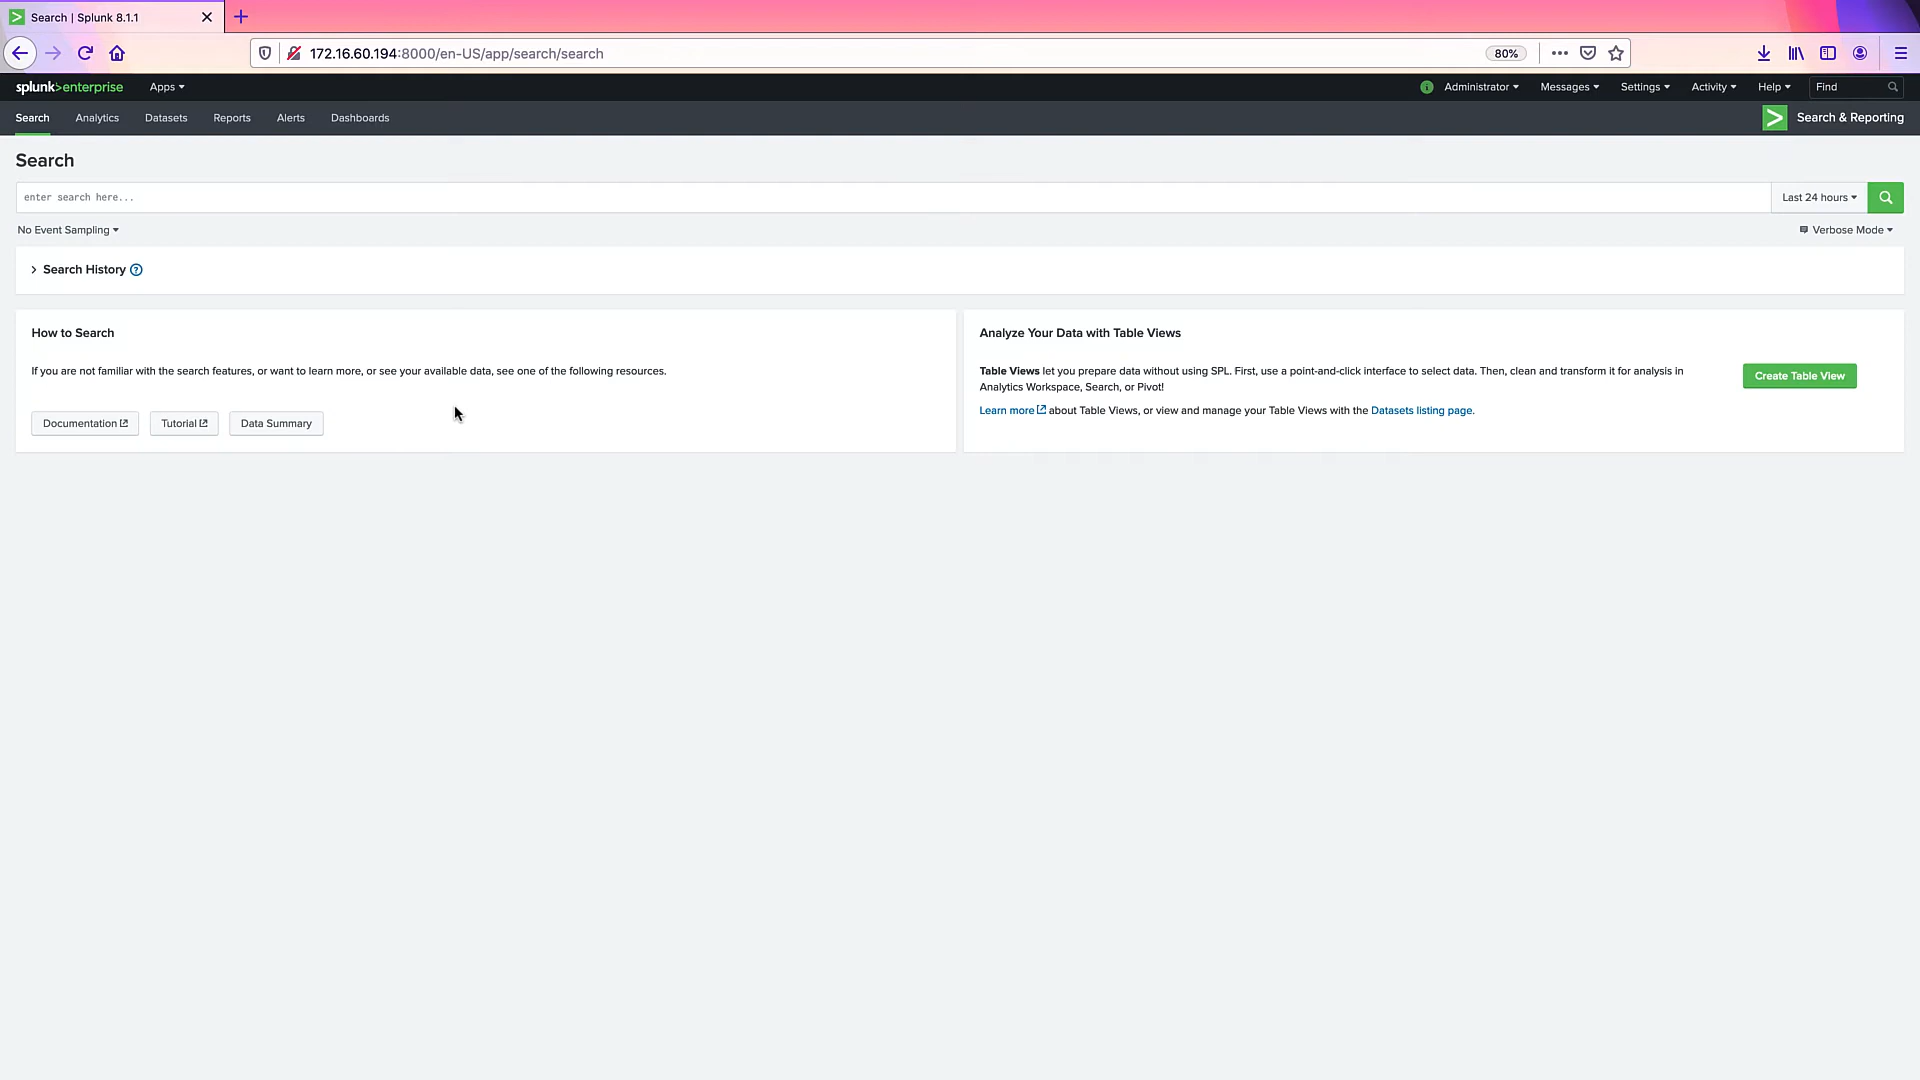 Search | Splunk 8.1.1
172.16.60.194:8000/en-US/app/search/search
80%
splunk>enterprise
Apps
Administrator
Messages
Settings
Activity
Help
Find
Search
Analytics
Datasets
Reports
Alerts
Dashboards
Search & Reporting
Search
enter search here...
Last 24 hours
No Event Sampling
Verbose Mode
Search History
How to Search
If you are not familiar with the search features, or want to learn more, or see your available data, see one of the following resources.
Documentation
Tutorial
Data Summary
Analyze Your Data with Table Views
Table Views let you prepare data without using SPL. First, use a point-and-click interface to select data. Then, clean and transform it for analysis in
Analytics Workspace, Search, or Pivot!
Learn more about Table Views, or view and manage your Table Views with the Datasets listing page.
Create Table View